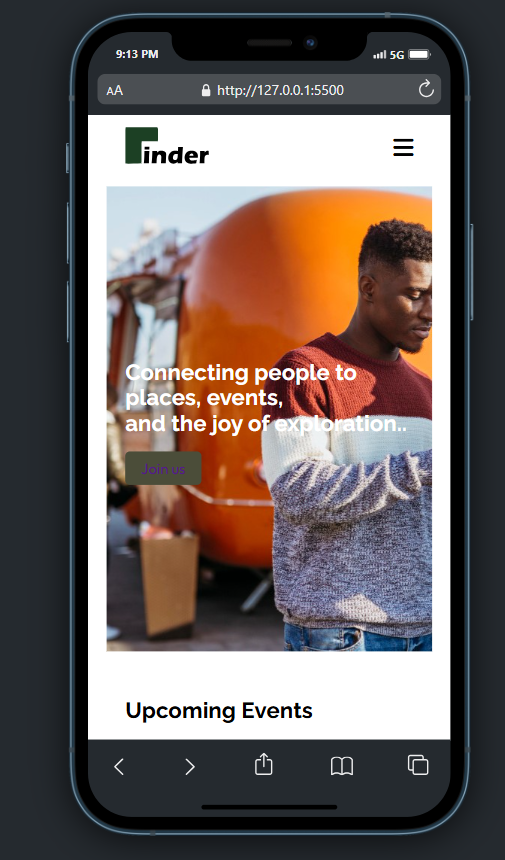 9:13 PM
5G
AA
http://127.0.0.1:5500
Finder
Connecting people to
places, events,
and the joy of exploration..
Join us
Upcoming Events